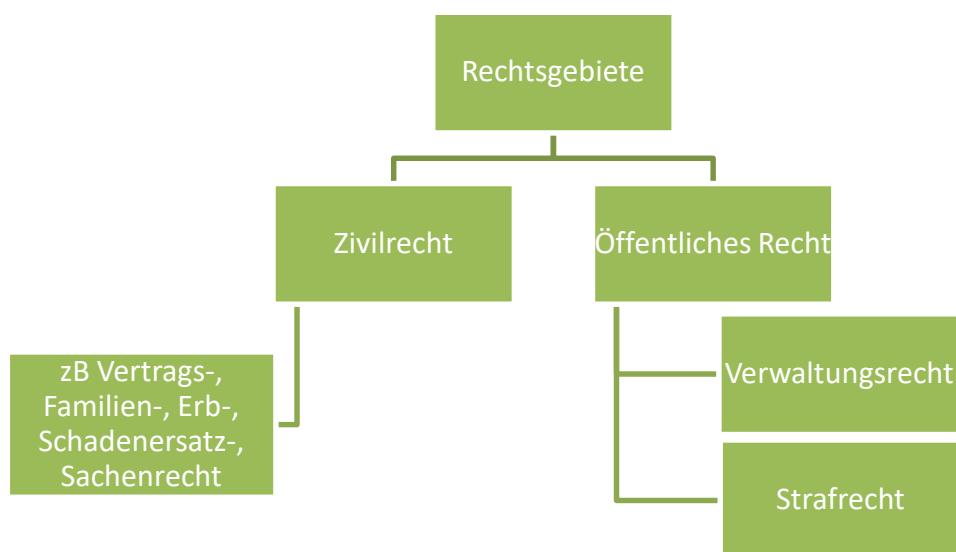 Rechtsgebiete
Zivilrecht
Öffentliches Recht
zB Vertrags-,
Familien-, Erb-,
Schadenersatz-,
Sachenrecht
Verwaltungsrecht
Strafrecht